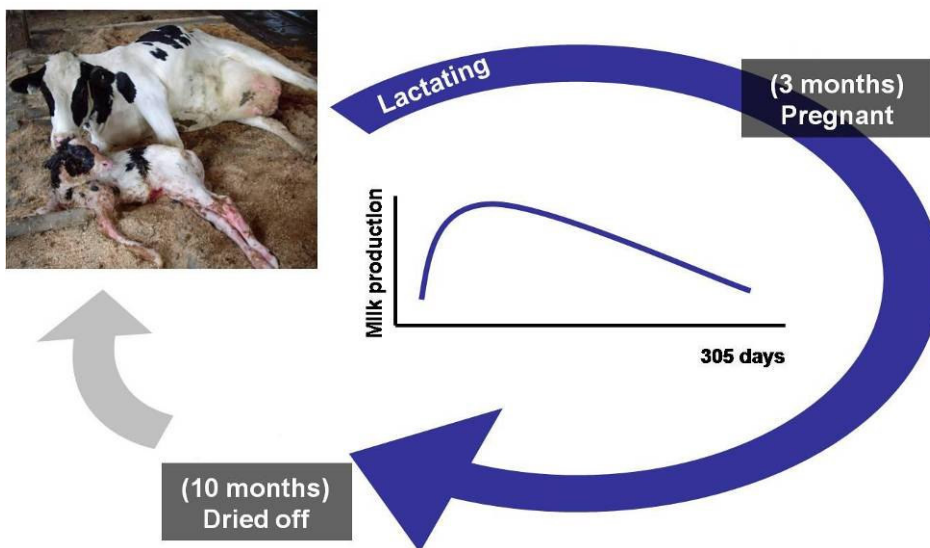 Lactating
(3 months)
Pregnant
Milk production
305 days
(10 months)
Dried off